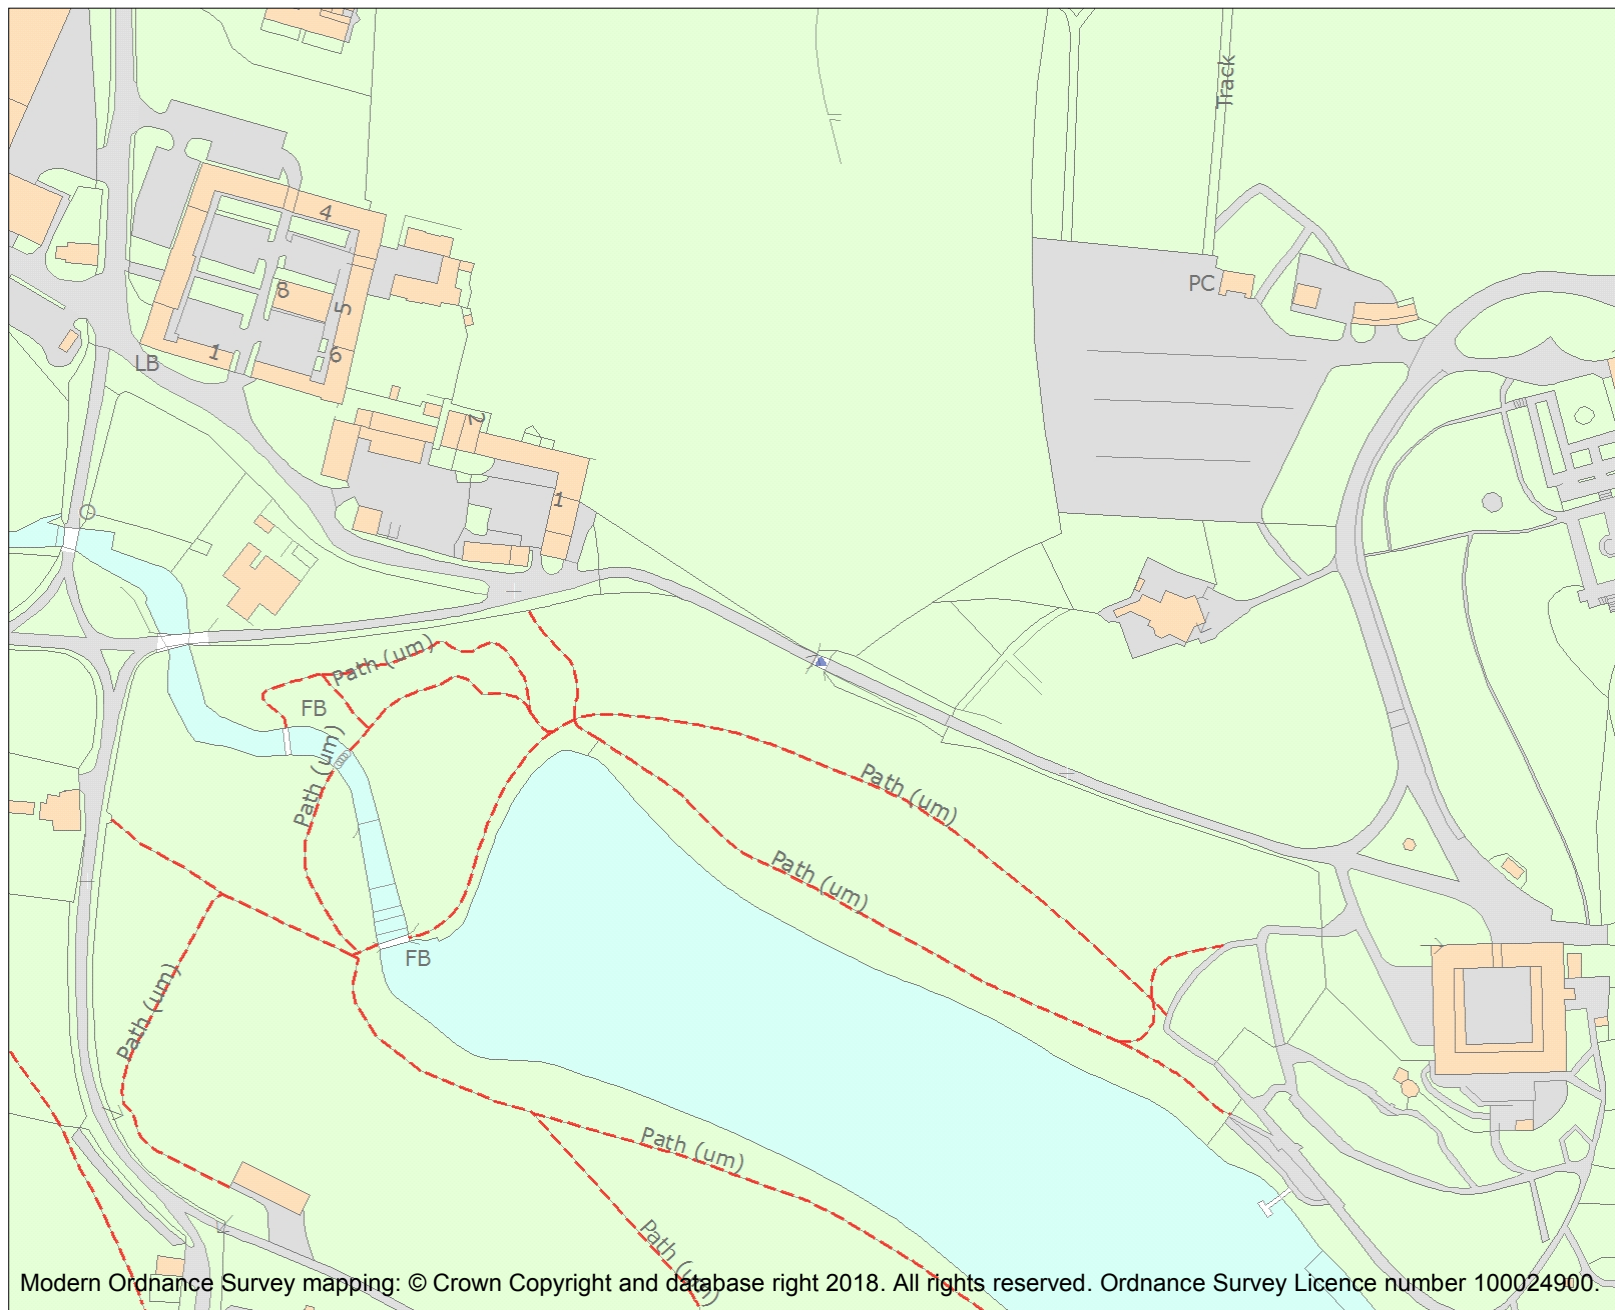 Track
4
PC
8
5
1
6
LB
2
1
Path (um)
FB
Path (um)
Path (um)
Path (um)
FB
Path (um)
Path (um)
Path (um)
Modern Ordnance Survey mapping: © Crown Copyright and database right 2018. All rights reserved. Ordnance Survey Licence number 100024900.